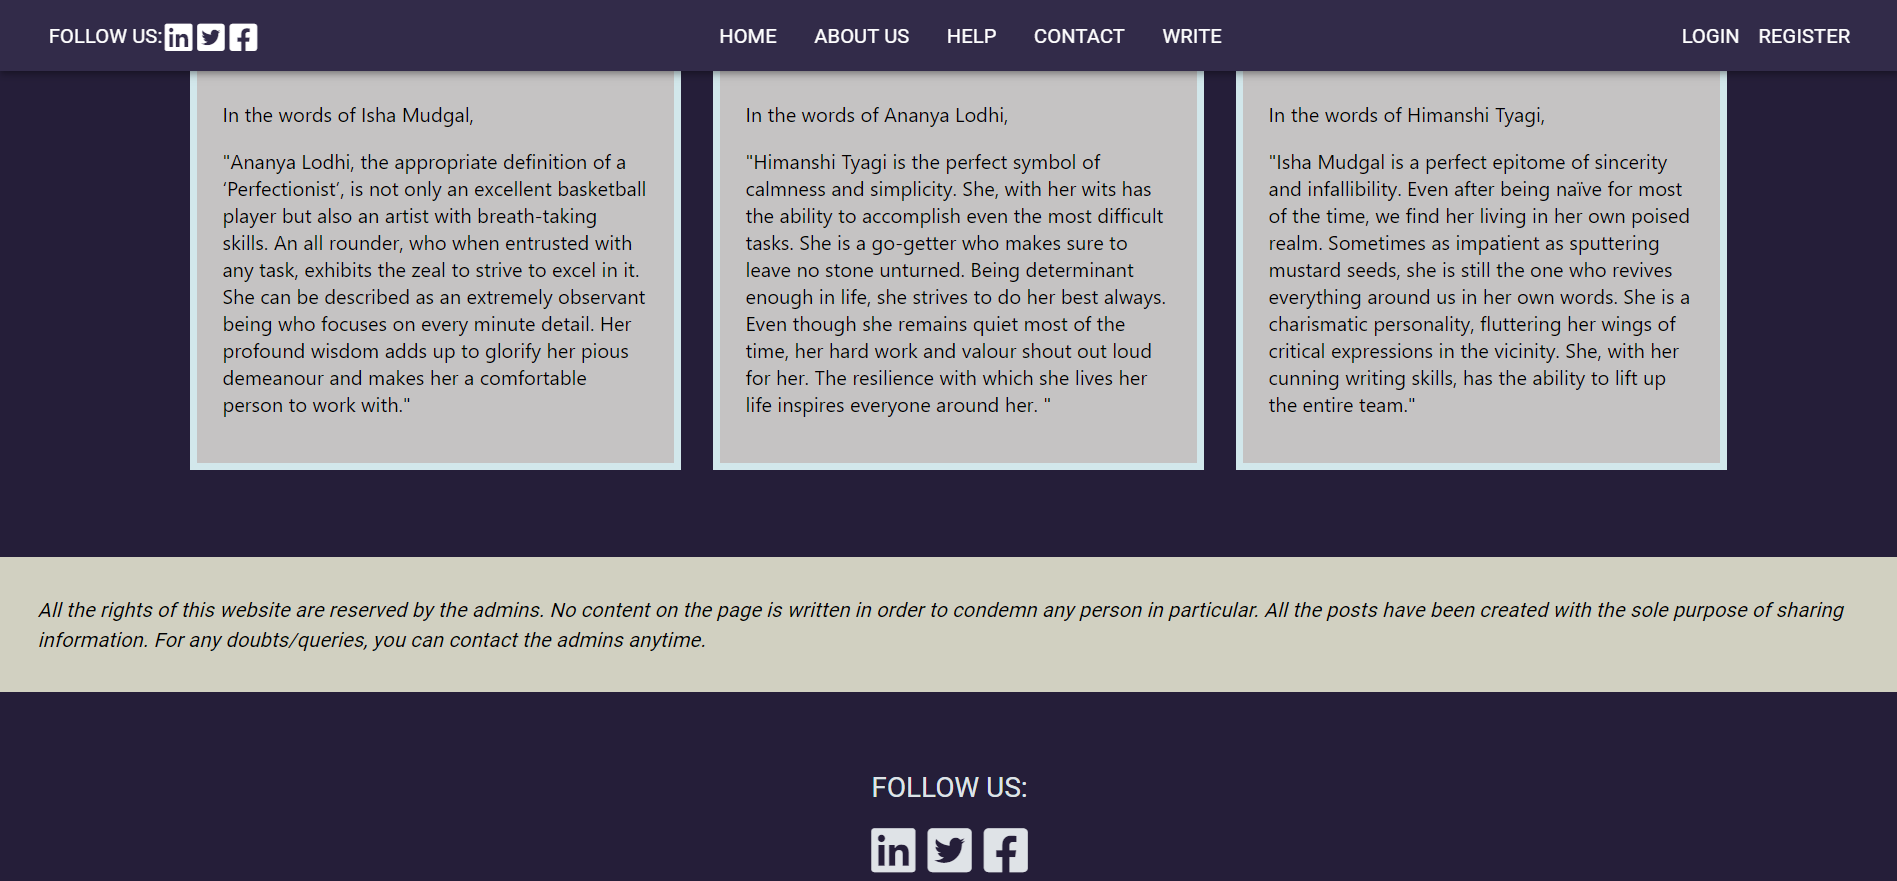 FOLLOW US:
HOME ABOUT US HELP CONTACT WRITE
LOGIN REGISTER
In the words of Isha Mudgal,
"Ananya Lodhi, the appropriate definition of a
‘Perfectionist’, is not only an excellent basketball
player but also an artist with breath-taking
skills. An all rounder, who when entrusted with
any task, exhibits the zeal to strive to excel in it.
She can be described as an extremely observant
being who focuses on every minute detail. Her
profound wisdom adds up to glorify her pious
demeanour and makes her a comfortable
person to work with."
In the words of Ananya Lodhi,
"Himanshi Tyagi is the perfect symbol of
calmness and simplicity. She, with her wits has
the ability to accomplish even the most difficult
tasks. She is a go-getter who makes sure to
leave no stone unturned. Being determinant
enough in life, she strives to do her best always.
Even though she remains quiet most of the
time, her hard work and valour shout out loud
for her. The resilience with which she lives her
life inspires everyone around her. "
In the words of Himanshi Tyagi,
"Isha Mudgal is a perfect epitome of sincerity
and infallibility. Even after being naïve for most
of the time, we find her living in her own poised
realm. Sometimes as impatient as sputtering
mustard seeds, she is still the one who revives
everything around us in her own words. She is a
charismatic personality, fluttering her wings of
critical expressions in the vicinity. She, with her
cunning writing skills, has the ability to lift up
the entire team."
All the rights of this website are reserved by the admins. No content on the page is written in order to condemn any person in particular. All the posts have been created with the sole purpose of sharing
information. For any doubts/queries, you can contact the admins anytime.
FOLLOW US: